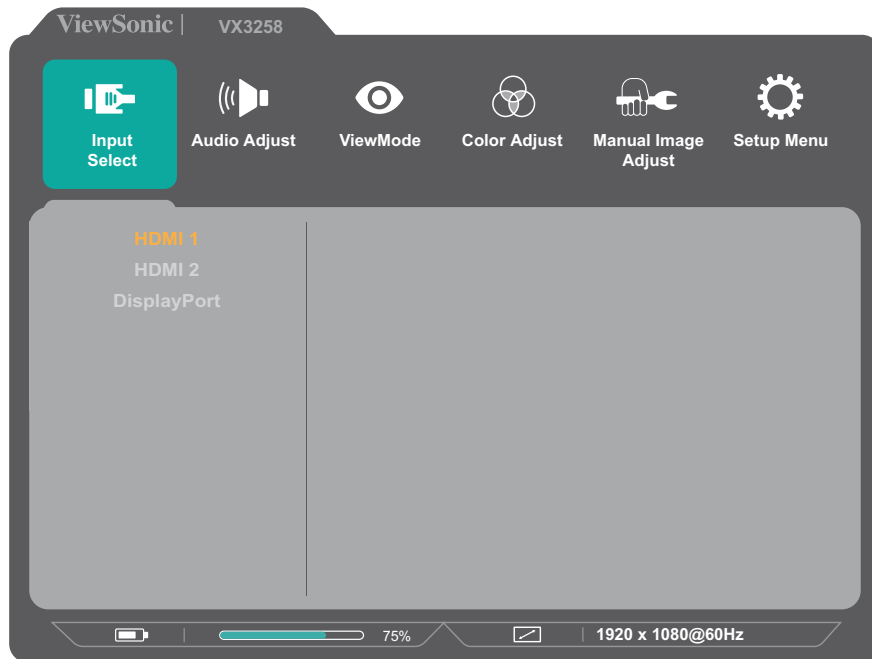 ViewSonic | VX3258
Input
Select
Audio Adjust
ViewMode
Color Adjust
Manual Image
Adjust
Setup Menu
HDMI 1
HDMI 2
DisplayPort
75%
1920 x 1080@60Hz